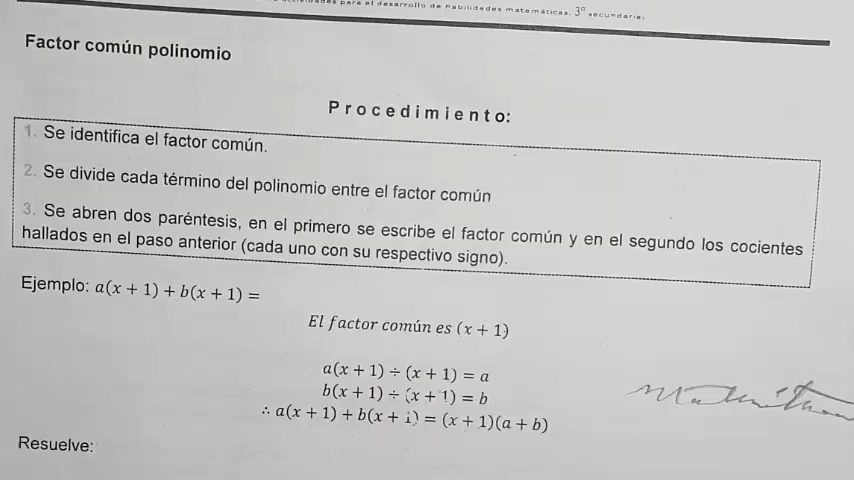 para el desarrollo de habilidades matemáticas. 3° secundaria.
Factor común polinomio
Procedimiento:
1. Se identifica el factor común.
2. Se divide cada término del polinomio entre el factor común
3. Se abren dos paréntesis, en el primero se escribe el factor común y en el segundo los cocientes
hallados en el paso anterior (cada uno con su respectivo signo).
Ejemplo: a(x + 1) + b(x + 1) =
El factor común es (x + 1)
a(x + 1) ÷ (x + 1) = a
b(x + 1) ÷ (x + 1) = b
∴ a(x + 1) + b(x + 1) = (x + 1)(a + b)
Resuelve: